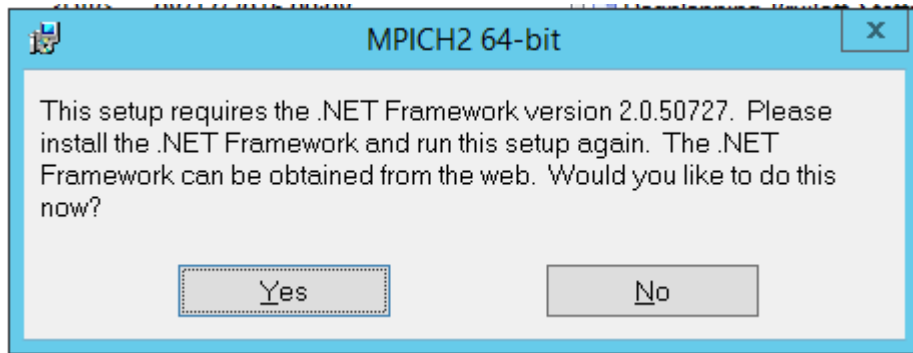 MPICH2 64-bit
This setup requires the .NET Framework version 2.0.50727. Please
install the .NET Framework and run this setup again. The .NET
Framework can be obtained from the web. Would you like to do this
now?
Yes
No